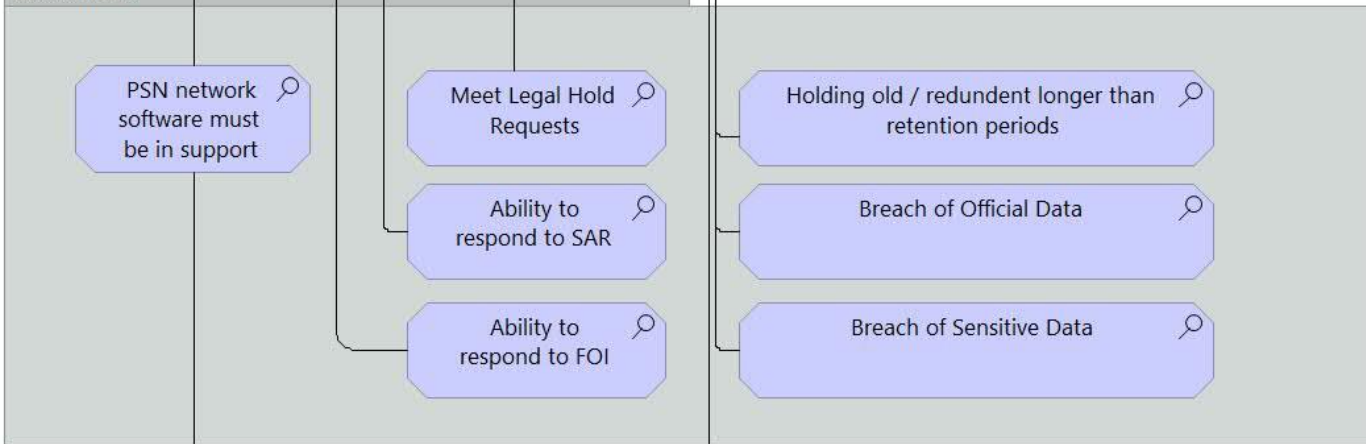 PSN network
software must
be in support
Meet Legal Hold
Requests
Ability to
respond to SAR
Ability to
respond to FOI
Holding old / redundent longer than
retention periods
Breach of Official Data
Breach of Sensitive Data